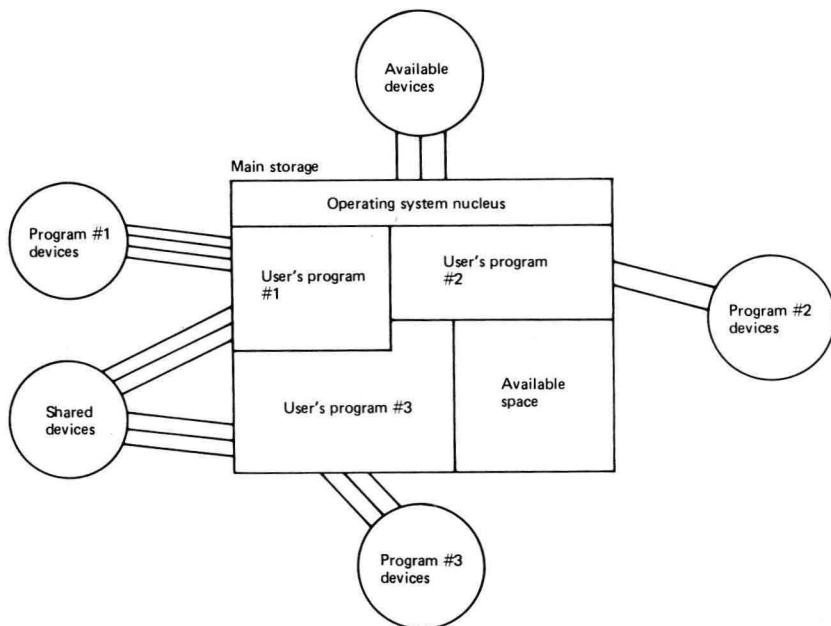 Available
devices
Main storage
Operating system nucleus
Program #1
devices
User's program
#1
User's program
#2
Program #2
devices
Shared
devices
User's program #3
Available
space
Program #3
devices